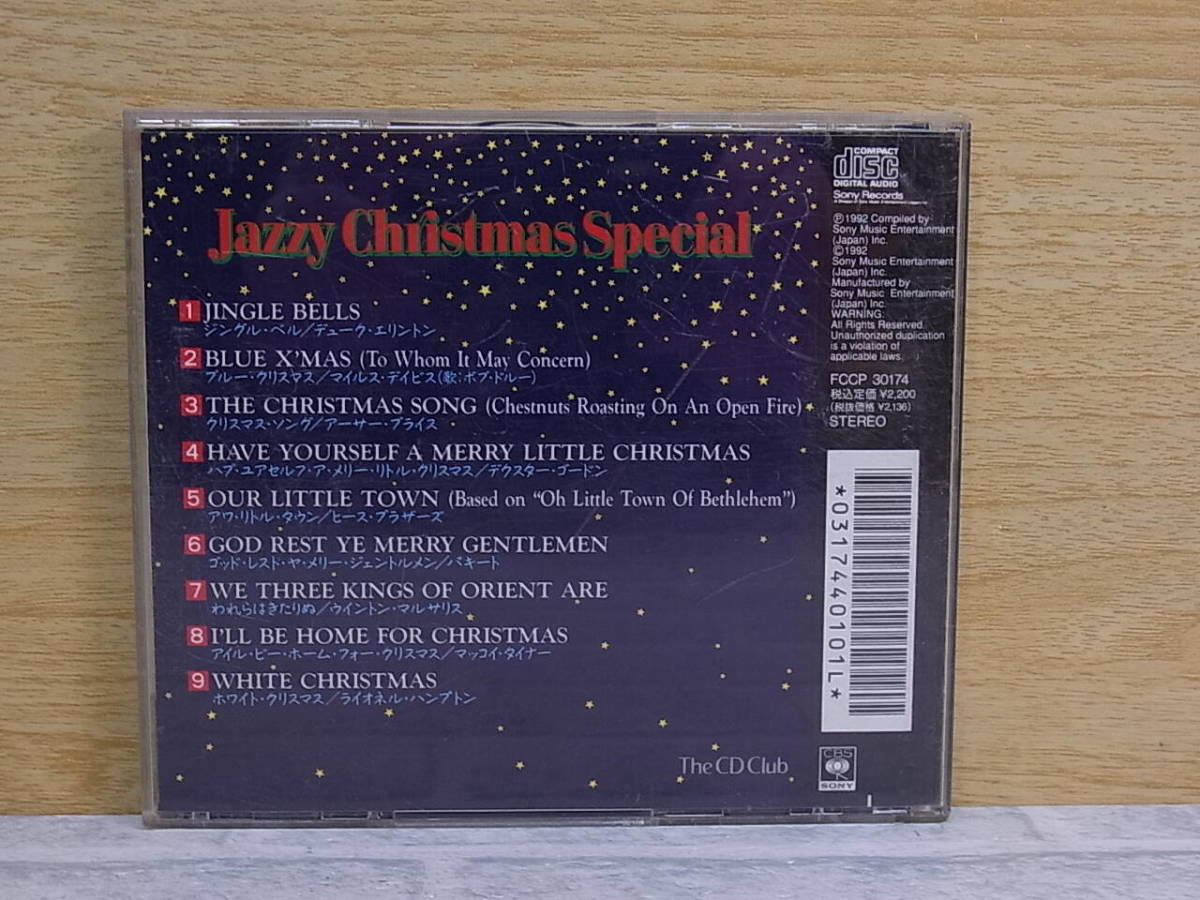 Jazzy Christmas Special
1 JINGLE BELLS
ジングル・ベル/デューク・エリントン
2 BLUE X'MAS (To Whom It May Concern)
ブルー・クリスマス/マイルス・デイビス(歌:ボブ・ドルー)
3 THE CHRISTMAS SONG (Chestnuts Roasting On An Open Fire)
クリスマス・ソング/アーサー・プライス
4 HAVE YOURSELF A MERRY LITTLE CHRISTMAS
ハブ・ユアセルフ・ア・メリー・リトル・クリスマス/デクスター・ゴードン
5 OUR LITTLE TOWN (Based on “Oh Little Town Of Bethlehem”)
アワ・リトル・タウン/ヒース・ブラザーズ
6 GOD REST YE MERRY GENTLEMEN
ゴッド・レスト・ヤ・メリー・ジェントルメン/パキート
7 WE THREE KINGS OF ORIENT ARE
われらはきたりぬ/ウイントン・マルサリス
8 I'LL BE HOME FOR CHRISTMAS
アイル・ビー・ホーム・フォー・クリスマス/マッコイ・タイナー
9 WHITE CHRISTMAS
ホワイト・クリスマス/ライオネル・ハンプトン
The CD Club
COMPACT
disc
DIGITAL AUDIO
Sony Records
Ⓟ1992 Compiled by
Sony Music Entertainment
(Japan) Inc.
©1992
Sony Music Entertainment
(Japan) Inc.
Manufactured by
Sony Music Entertainment
(Japan) Inc.
WARNING:
All Rights Reserved.
Unauthorized duplication
is a violation of
applicable laws.
FCCP 30174
税込定価 ¥2,200
(税抜価格 ¥2,136)
STEREO
*0317440101L*
CBS
SONY